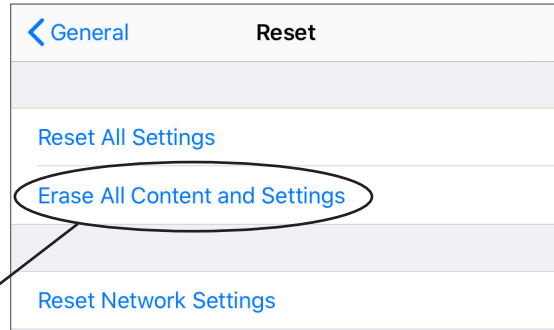 General Reset
Reset All Settings
Erase All Content and Settings
Reset Network Settings